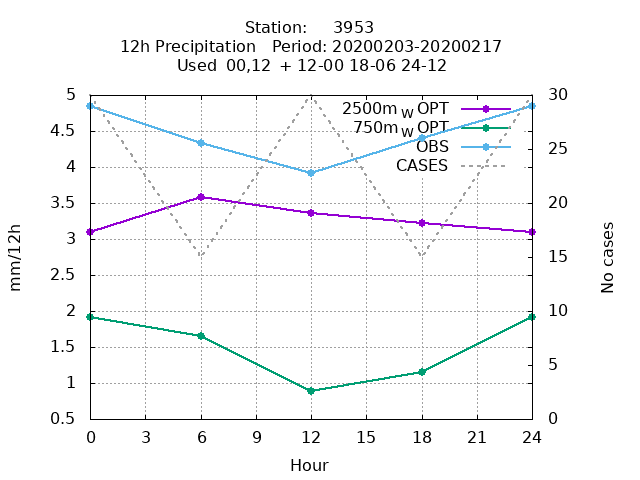 Station: 3953
12h Precipitation Period: 20200203-20200217
Used 00,12 + 12-00 18-06 24-12
5 30
2500m W OPT
4.5 750m W OPT
OBS 25
4 CASES
3.5 20
3 15
2.5
2 10
1.5 5
1
0.5 0
mm/12h
No cases
0 3 6 9 12 15 18 21 24
Hour